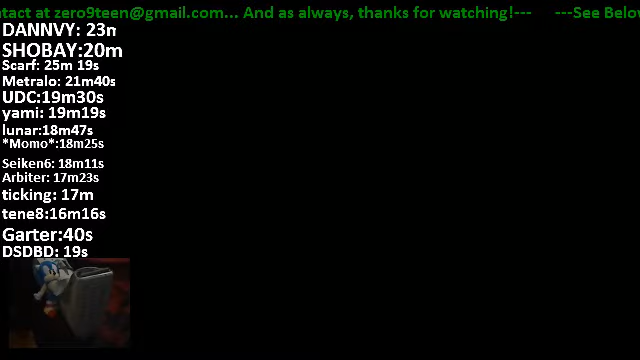 ntact at zero9teen@gmail.com... And as always, thanks for watching!--- ---See Below
DANNVY: 23m
SHOBAY:20m
Scarf: 25m 19s
Metralo: 21m40s
UDC:19m30s
yami: 19m19s
lunar:18m47s
*Momo*:18m25s
Seiken6: 18m11s
Arbiter: 17m23s
ticking: 17m
tene8:16m16s
Garter:40s
DSDBD: 19s